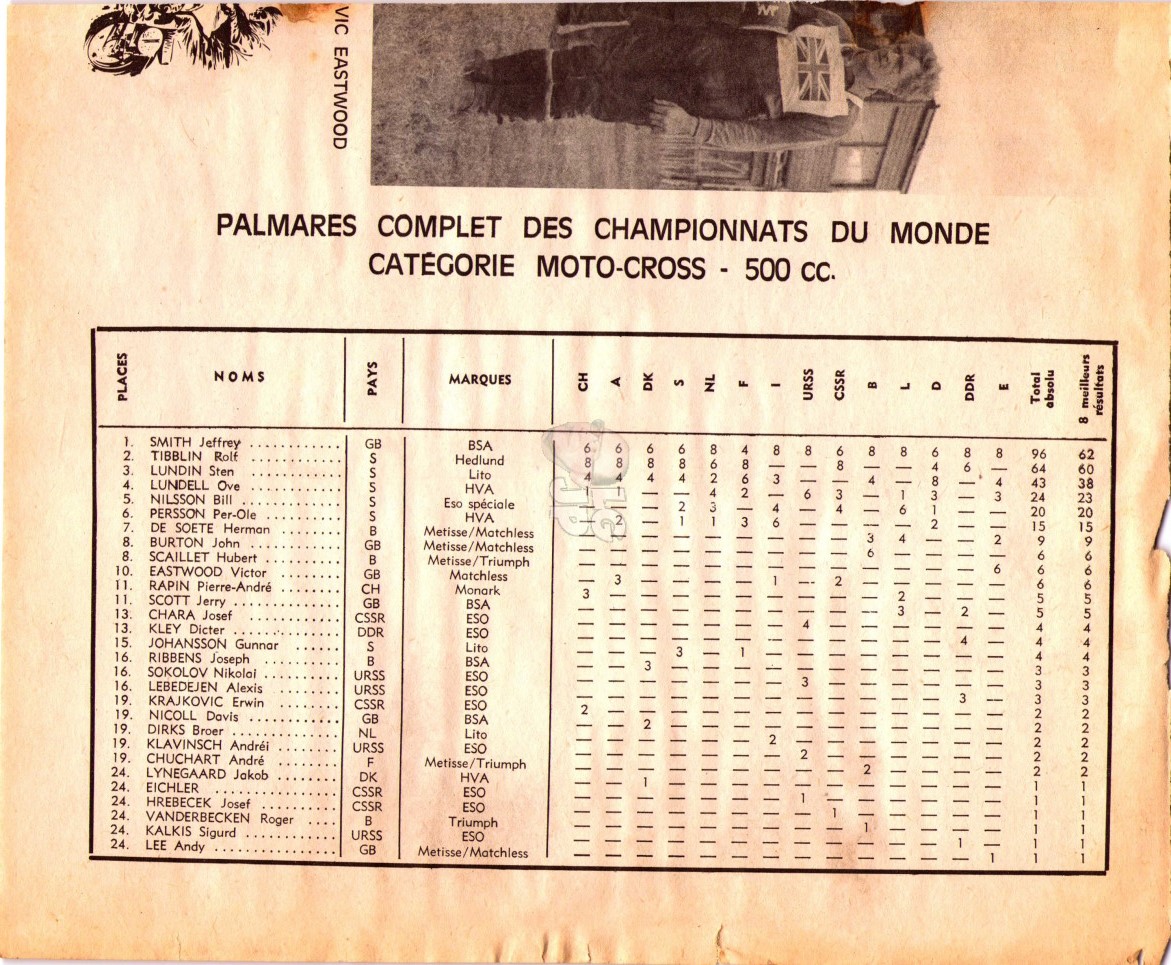 VIC EASTWOOD
PALMARES COMPLET DES CHAMPIONNATS DU MONDE
CATÉGORIE MOTO-CROSS - 500 cc.
PLACES NOMS PAYS MARQUES CH A DK S NL F I URSS CSSR B L D DDR E Total absolu 8 meilleurs résultats
1. SMITH Jeffrey ............ GB BSA 6 6 6 6 8 4 8 8 6 8 8 6 8 8 96 62
2. TIBBLIN Rolf ............ S Hedlund 8 8 8 8 6 8 — — 8 — — 4 6 — 64 60
3. LUNDIN Sten ............ S Lito 4 4 4 4 2 6 3 — — 4 — 8 — 4 43 38
4. LUNDELL Ove ............ S HVA 1 1 — — 4 2 — 6 3 — 1 3 — 3 24 23
5. NILSSON Bill ............ S Eso spéciale — — — 2 3 — 4 — 4 — 6 1 — — 20 20
6. PERSSON Per-Ole ......... S HVA — 2 — 1 1 3 6 — — — — 2 — — 15 15
7. DE SOETE Herman ........ B Metisse/Matchless — — — — — — — — — 3 4 — — 2 9 9
8. BURTON John ............ GB Metisse/Matchless — — — — — — — — — 6 — — — — 6 6
8. SCAILLET Hubert ......... B Metisse/Triumph — — — — — — — — — — — — — 6 6 6
10. EASTWOOD Victor ........ GB Matchless — 3 — — — — 1 — 2 — — — — — 6 6
11. RAPIN Pierre-André ....... CH Monark 3 — — — — — — — — — 2 — — — 5 5
11. SCOTT Jerry ............. GB BSA — — — — — — — — — — 3 — 2 — 5 5
13. CHARA Josef ............ CSSR ESO — — — — — — — 4 — — — — — — 4 4
13. KLEY Dicter ............ DDR ESO — — — — — — — — — — — — 4 — 4 4
15. JOHANSSON Gunnar ...... S Lito — — — 3 — 1 — — — — — — — — 4 4
16. RIBBENS Joseph .......... B BSA — — 3 — — — — — — — — — — — 3 3
16. SOKOLOV Nikolai ......... URSS ESO — — — — — — — 3 — — — — — — 3 3
16. LEBEDEJEN Alexis ........ URSS ESO — — — — — — — — — — — — 3 — 3 3
19. KRAJKOVIC Erwin ........ CSSR ESO 2 — — — — — — — — — — — — — 2 2
19. NICOLL Davis ........... GB BSA — — 2 — — — — — — — — — — — 2 2
19. DIRKS Broer ............ NL Lito — — — — — — 2 — — — — — — — 2 2
19. KLAVINSCH Andréi ........ URSS ESO — — — — — — — 2 — — — — — — 2 2
19. CHUCHART André ......... F Metisse/Triumph — — — — — — — — — 2 — — — — 2 2
24. LYNEGAARD Jakob ........ DK HVA — — 1 — — — — — — — — — — — 1 1
24. EICHLER ................ CSSR ESO — — — — — — — 1 — — — — — — 1 1
24. HREBECEK Josef .......... CSSR ESO — — — — — — — — 1 — — — — — 1 1
24. VANDERBECKEN Roger .... B Triumph — — — — — — — — — 1 — — — — 1 1
24. KALKIS Sigurd ............ URSS ESO — — — — — — — — — — — — 1 — 1 1
24. LEE Andy ................ GB Metisse/Matchless — — — — — — — — — — — — — 1 1 1